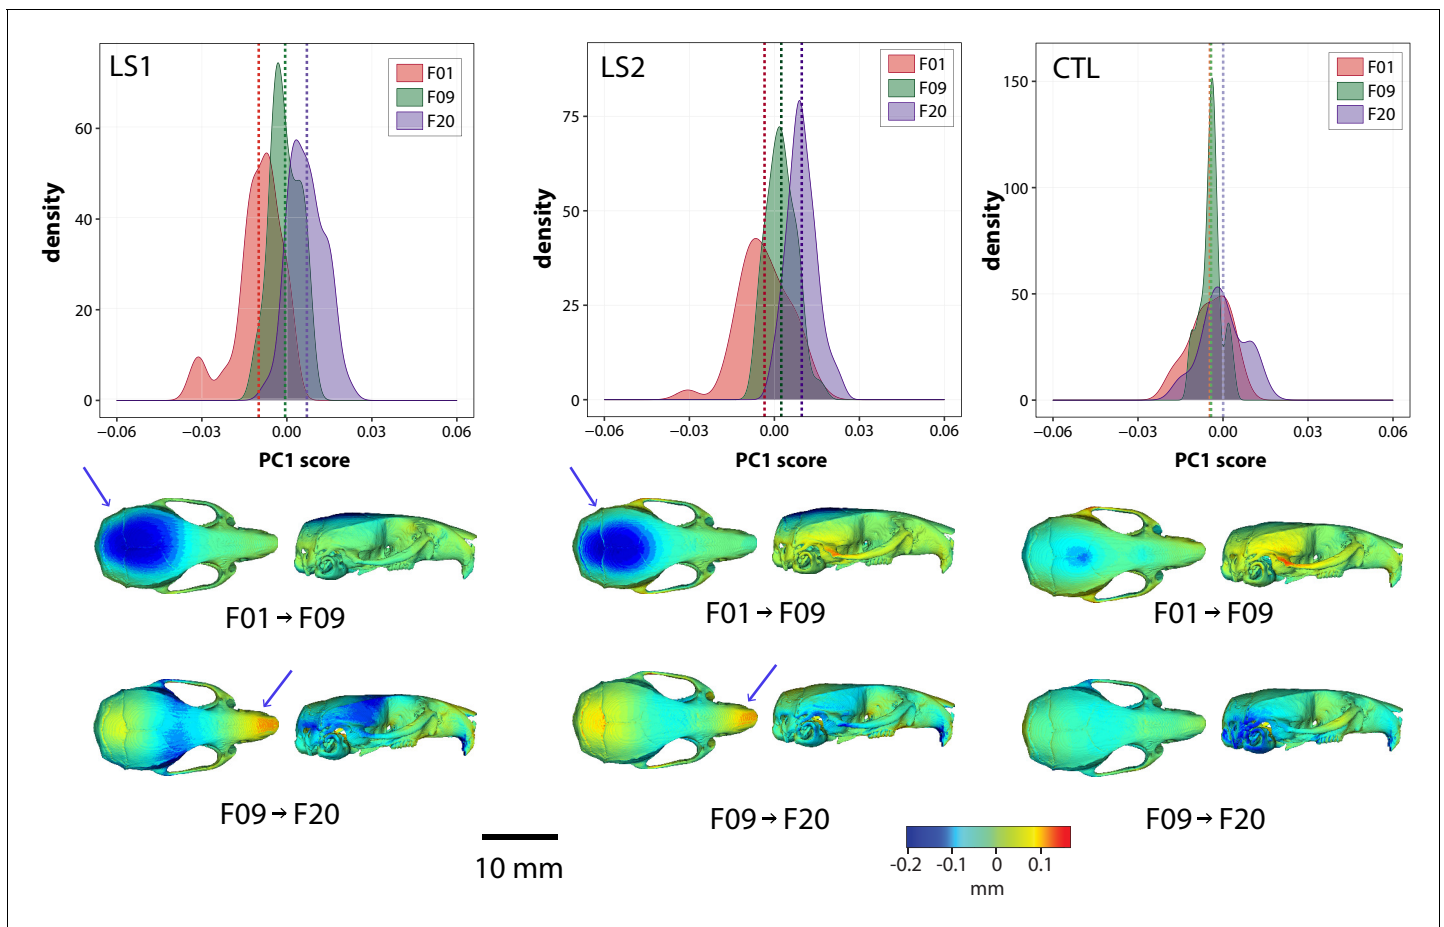 LS1
F01
F09
F20
density
60
40
20
0
−0.06
−0.03
0.00
0.03
0.06
PC1 score
LS2
F01
F09
F20
density
75
50
25
0
−0.06
−0.03
0.00
0.03
0.06
PC1 score
CTL
F01
F09
F20
density
150
100
50
0
−0.06
−0.03
0.00
0.03
0.06
PC1 score
F01 → F09
F01 → F09
F01 → F09
F09 → F20
F09 → F20
F09 → F20
10 mm
-0.2 -0.1 0 0.1
mm